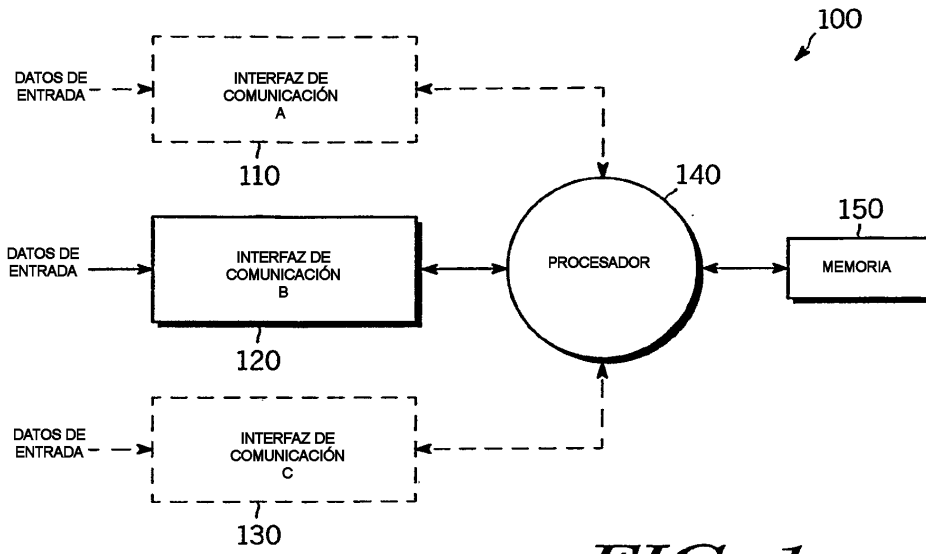 100
DATOS DE
ENTRADA
INTERFAZ DE
COMUNICACIÓN
A
110
140
150
DATOS DE
ENTRADA
INTERFAZ DE
COMUNICACIÓN
B
PROCESADOR
MEMORIA
120
DATOS DE
ENTRADA
INTERFAZ DE
COMUNICACIÓN
C
130